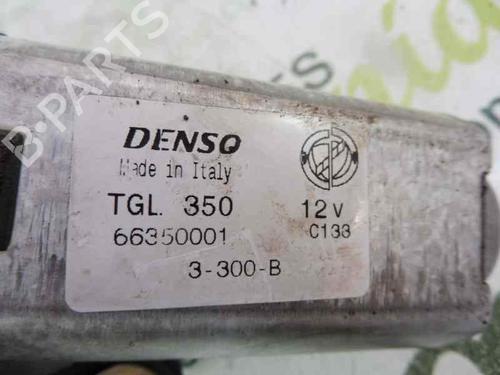 DENSO
Made in Italy
TGL. 350 12 V
66350001 C133
3-300-B
B-Parts